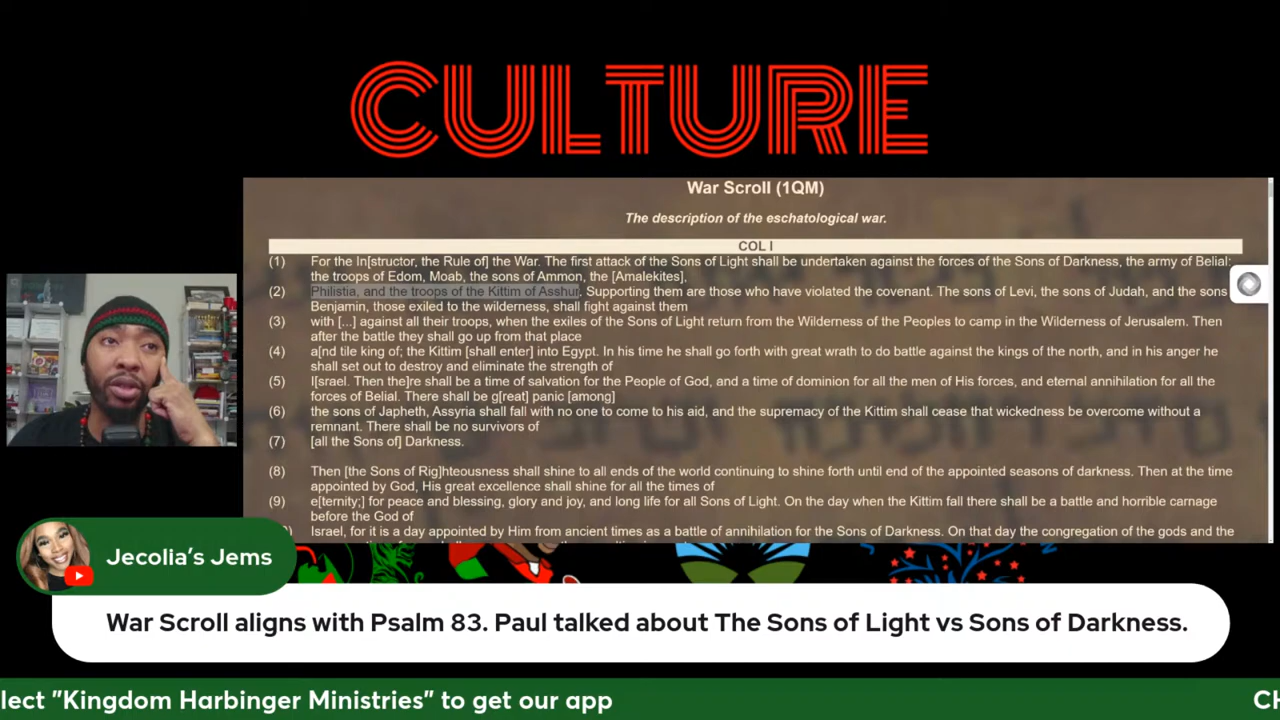 CULTURE
War Scroll (1QM)
The description of the eschatological war.
COL I
(1) For the In[structor, the Rule of] the War. The first attack of the Sons of Light shall be undertaken against the forces of the Sons of Darkness, the army of Belial:
the troops of Edom, Moab, the sons of Ammon, the [Amalekites],
(2) Philistia, and the troops of the Kittim of Asshur. Supporting them are those who have violated the covenant. The sons of Levi, the sons of Judah, and the sons
Benjamin, those exiled to the wilderness, shall fight against them
(3) with [...] against all their troops, when the exiles of the Sons of Light return from the Wilderness of the Peoples to camp in the Wilderness of Jerusalem. Then
after the battle they shall go up from that place
(4) a[nd tile king of; the Kittim [shall enter] into Egypt. In his time he shall go forth with great wrath to do battle against the kings of the north, and in his anger he
shall set out to destroy and eliminate the strength of
(5) I[srael. Then the]re shall be a time of salvation for the People of God, and a time of dominion for all the men of His forces, and eternal annihilation for all the
forces of Belial. There shall be g[reat] panic [among]
(6) the sons of Japheth, Assyria shall fall with no one to come to his aid, and the supremacy of the Kittim shall cease that wickedness be overcome without a
remnant. There shall be no survivors of
(7) [all the Sons of] Darkness.
(8) Then [the Sons of Rig]hteousness shall shine to all ends of the world continuing to shine forth until end of the appointed seasons of darkness. Then at the time
appointed by God, His great excellence shall shine for all the times of
(9) e[ternity;] for peace and blessing, glory and joy, and long life for all Sons of Light. On the day when the Kittim fall there shall be a battle and horrible carnage
before the God of
) Israel, for it is a day appointed by Him from ancient times as a battle of annihilation for the Sons of Darkness. On that day the congregation of the gods and the
Jecolia's Jems
War Scroll aligns with Psalm 83. Paul talked about The Sons of Light vs Sons of Darkness.
lect "Kingdom Harbinger Ministries" to get our app CH